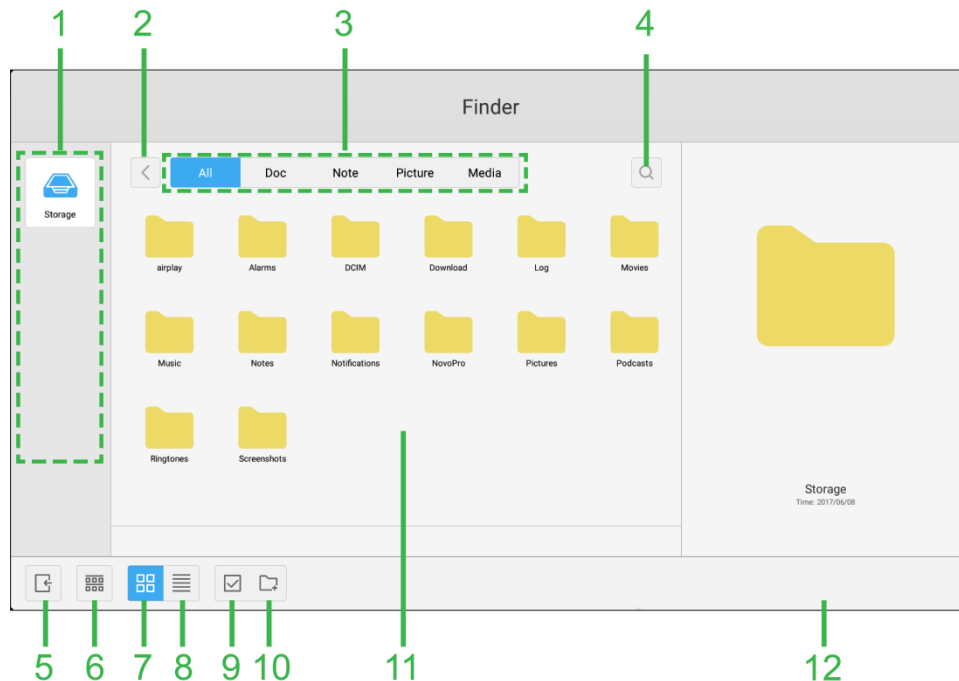 1 2 3 4
Finder
Storage
All Doc Note Picture Media
airplay Alarms DCIM Download Log Movies
Music Notes Notifications NovoPro Pictures Podcasts
Ringtones Screenshots
Storage
Time: 2017/06/08
5 6 7 8 9 10 11 12